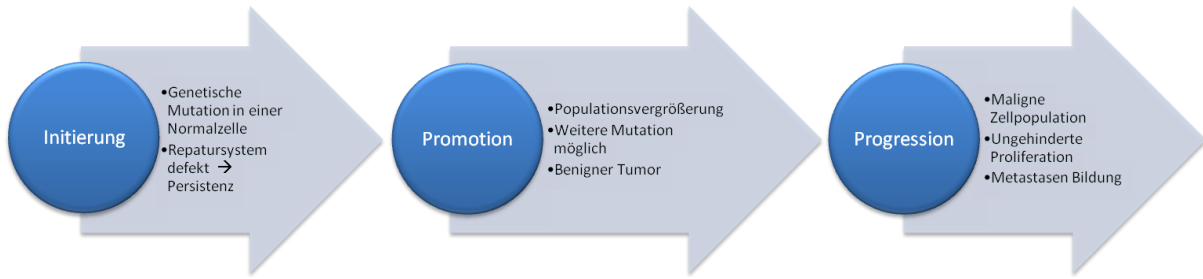 Initierung
•Genetische
Mutation in einer
Normalzelle
•Repatursystem
defekt →
Persistenz
Promotion
•Populationsvergrößerung
•Weitere Mutation
möglich
•Benigner Tumor
Progression
•Maligne
Zellpopulation
•Ungehinderte
Proliferation
•Metastasen Bildung